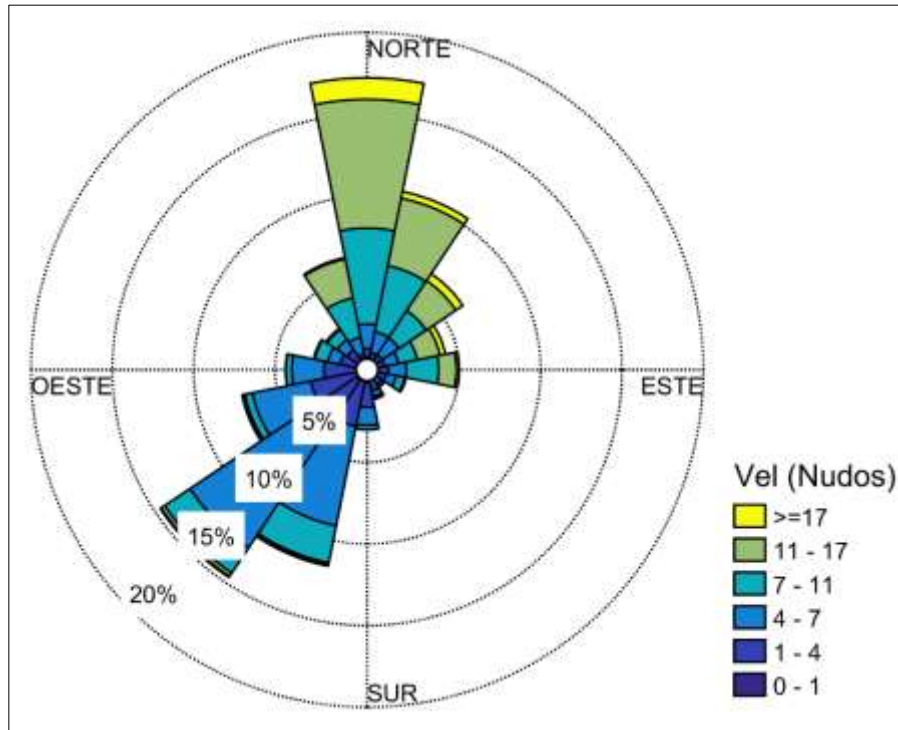 NORTE
OESTE
ESTE
5%
10%
15%
20%
SUR
Vel (Nudos)
>=17
11 - 17
7 - 11
4 - 7
1 - 4
0 - 1